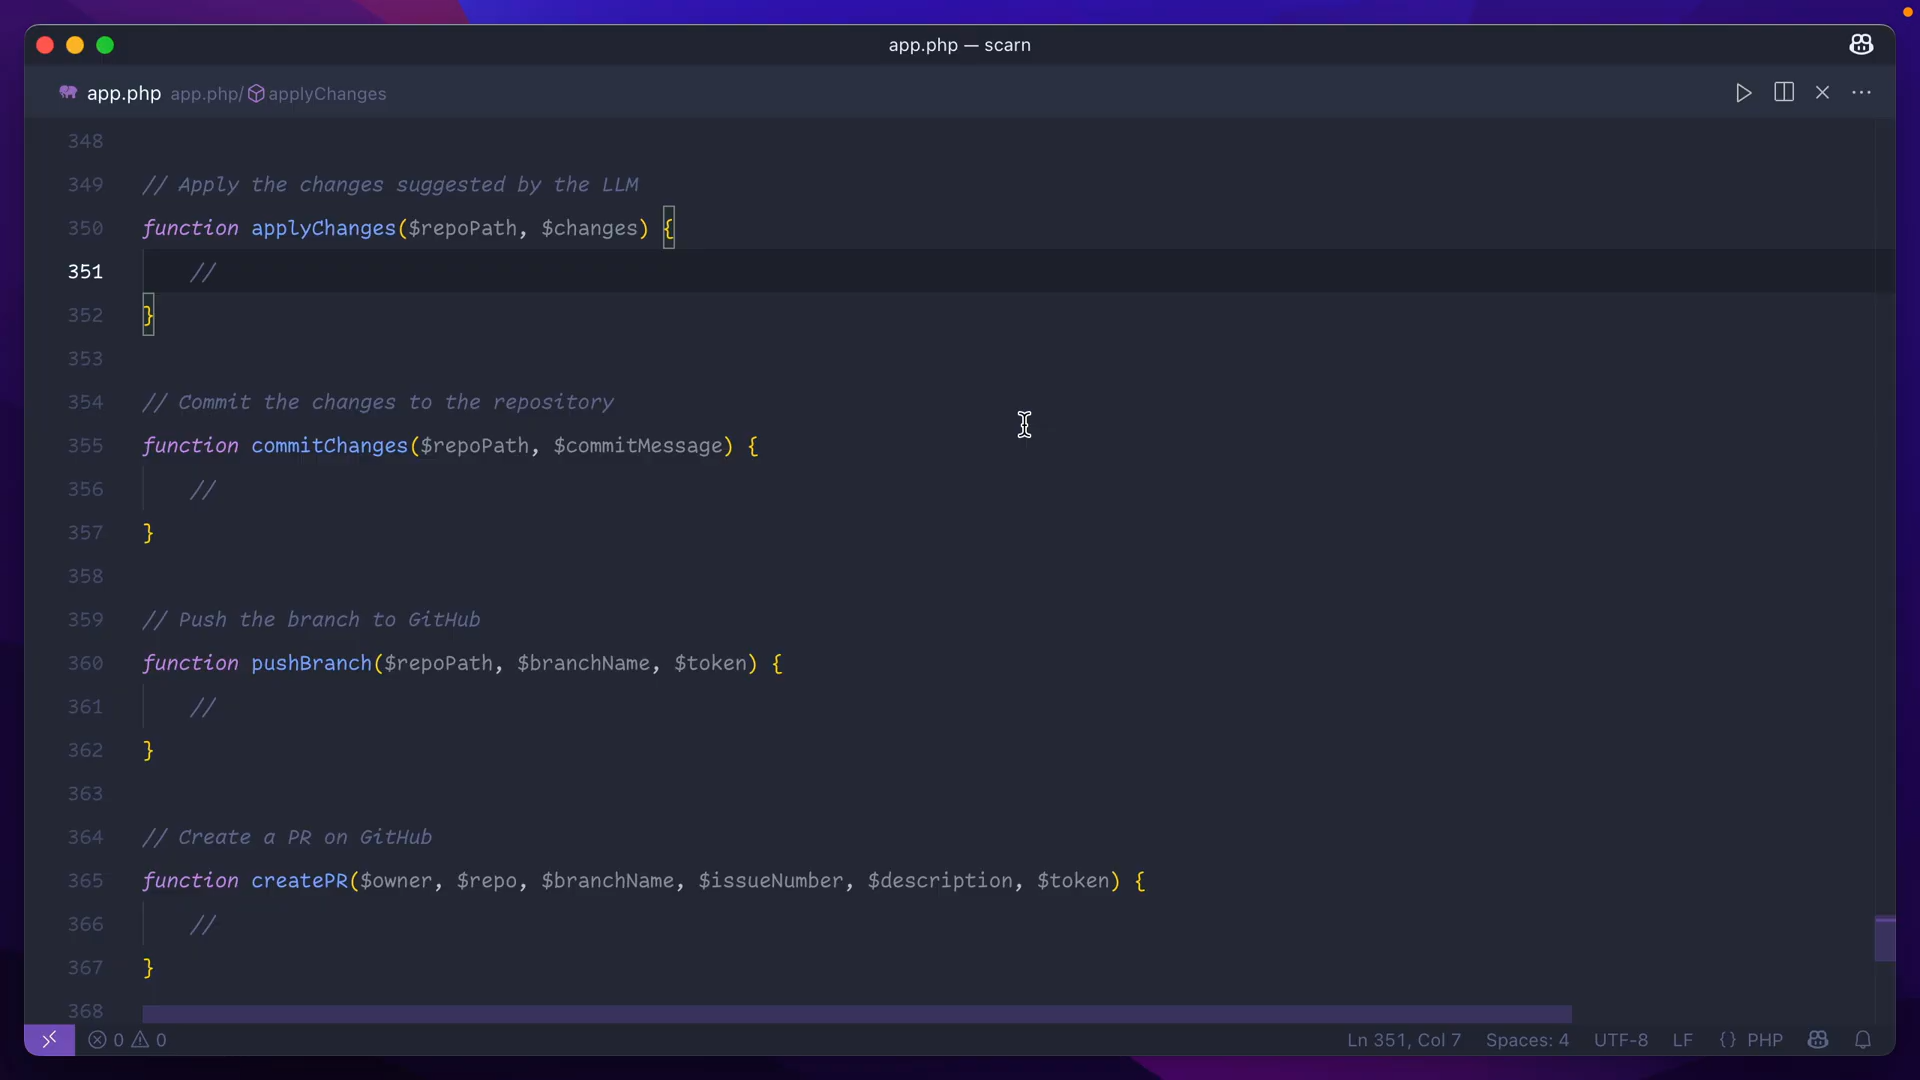 app.php — scarn
app.php app.php/ applyChanges
348
349 // Apply the changes suggested by the LLM
350 function applyChanges($repoPath, $changes) {
351     //
352 }
353
354 // Commit the changes to the repository
355 function commitChanges($repoPath, $commitMessage) {
356     //
357 }
358
359 // Push the branch to GitHub
360 function pushBranch($repoPath, $branchName, $token) {
361     //
362 }
363
364 // Create a PR on GitHub
365 function createPR($owner, $repo, $branchName, $issueNumber, $description, $token) {
366     //
367 }
368
0 0 Ln 351, Col 7 Spaces: 4 UTF-8 LF {} PHP